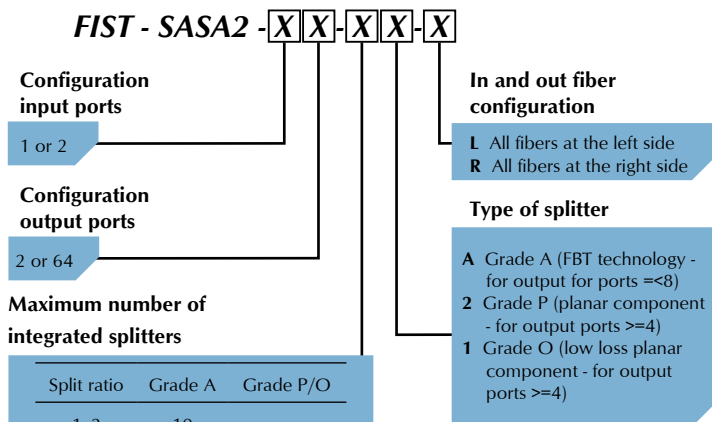 FIST - SASA2 - X X - X X - X
Configuration
input ports
1 or 2
Configuration
output ports
2 or 64
Maximum number of
integrated splitters
Split ratio Grade A Grade P/O
In and out fiber
configuration
L All fibers at the left side
R All fibers at the right side
Type of splitter
A Grade A (FBT technology -
for output for ports =<8)
2 Grade P (planar component
- for output ports >=4)
1 Grade O (low loss planar
component - for output
ports >=4)